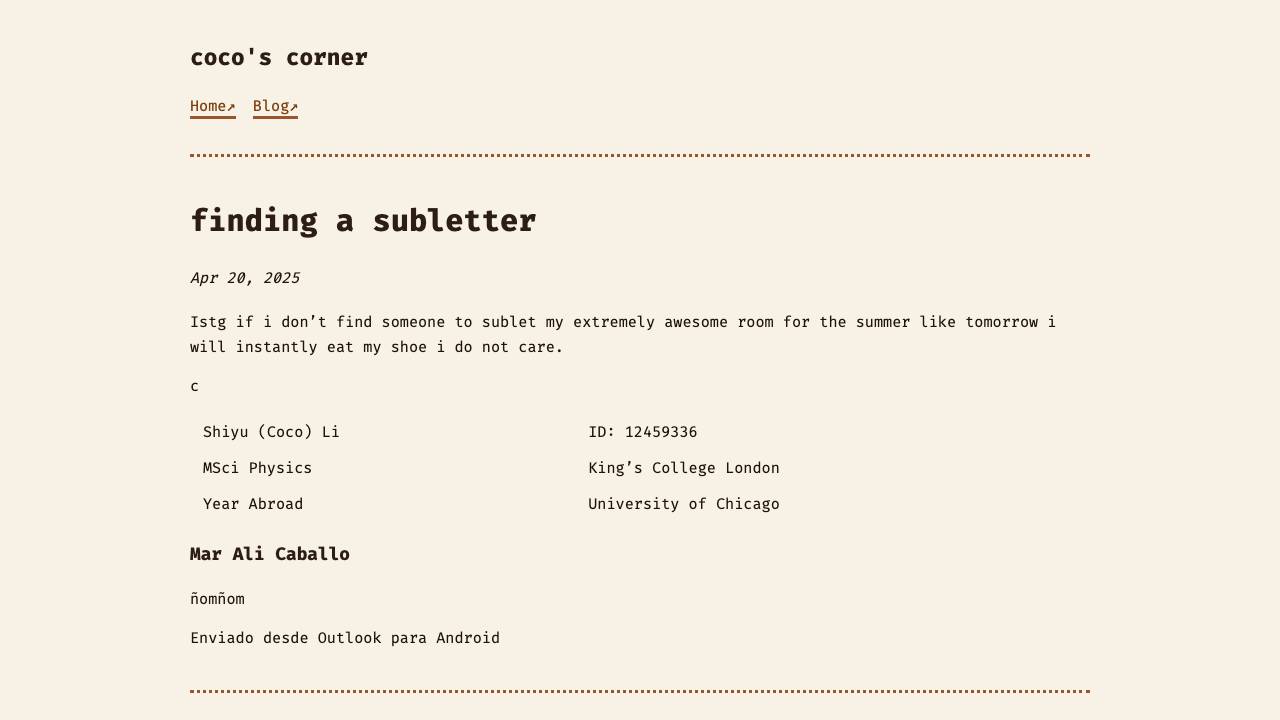 coco's corner
Home↗ Blog↗
finding a subletter
Apr 20, 2025
Istg if i don’t find someone to sublet my extremely awesome room for the summer like tomorrow i
will instantly eat my shoe i do not care.
c
Shiyu (Coco) Li ID: 12459336
MSci Physics King’s College London
Year Abroad University of Chicago
Mar Ali Caballo
ñomñom
Enviado desde Outlook para Android